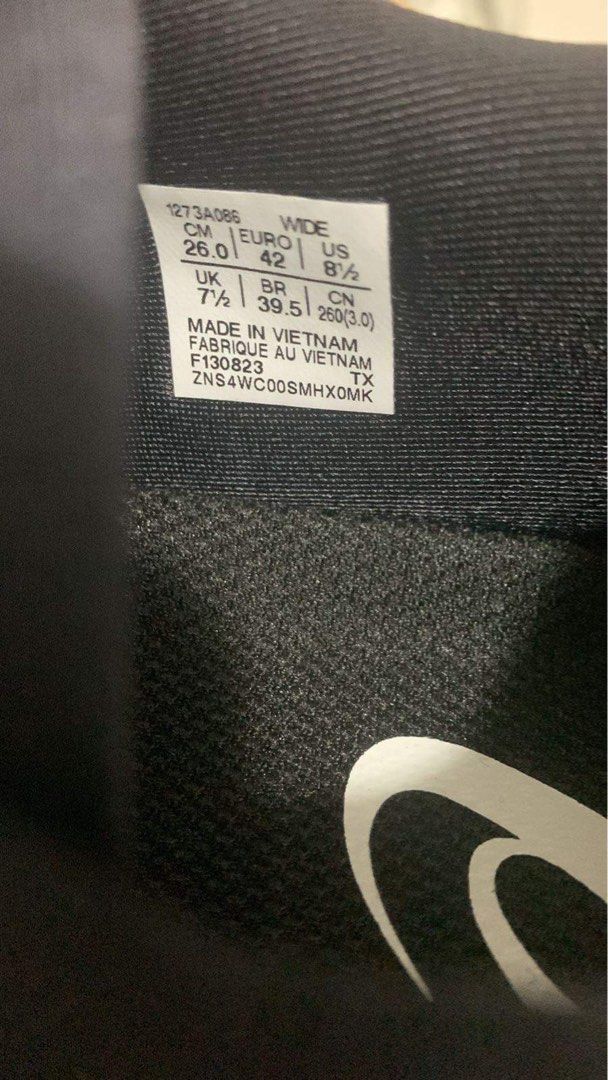 1273A086 WIDE
CM EURO US
26.0 42 8½
UK BR CN
7½ 39.5 260(3.0)
MADE IN VIETNAM
FABRIQUE AU VIETNAM
F130823 TX
ZNS4WC00SMHX0MK